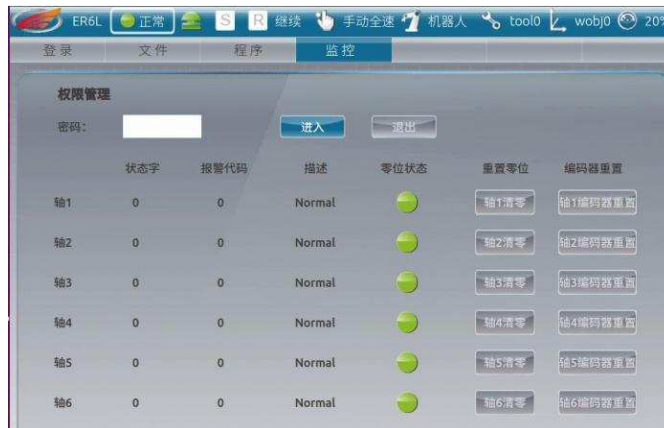 ER6L 正常 S R 继续 手动全速 机器人 tool0 wobj0 20%
登录 文件 程序 监控
权限管理
密码： 进入 退出
状态字 报警代码 描述 零位状态 重置零位 编码器重置
轴1 0 0 Normal 轴1清零 轴1编码器重置
轴2 0 0 Normal 轴2清零 轴2编码器重置
轴3 0 0 Normal 轴3清零 轴3编码器重置
轴4 0 0 Normal 轴4清零 轴4编码器重置
轴5 0 0 Normal 轴5清零 轴5编码器重置
轴6 0 0 Normal 轴6清零 轴6编码器重置